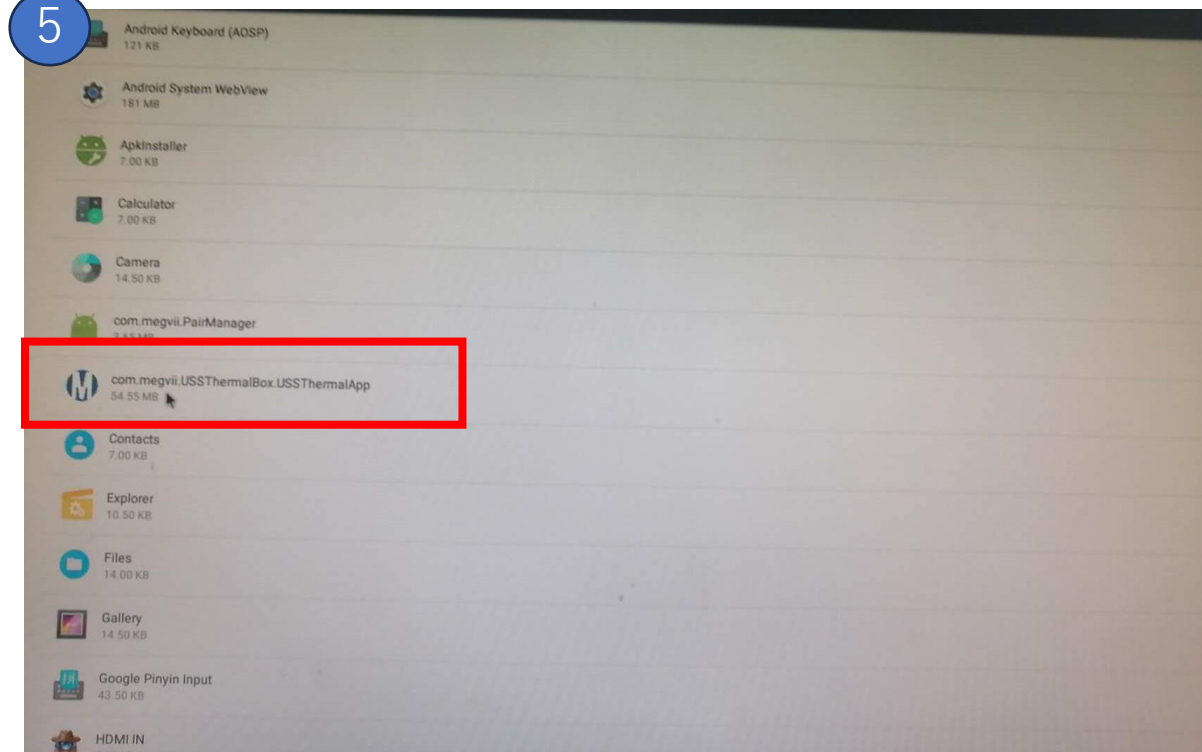 5
Android Keyboard (AOSP)
121 KB
Android System WebView
181 MB
ApkInstaller
7.00 KB
Calculator
7.00 KB
Camera
14.50 KB
com.megvii.PairManager
com.megvii.USSThermalBox.USSThermalApp
54.55 MB
Contacts
7.00 KB
Explorer
10.50 KB
Files
14.00 KB
Gallery
14.50 KB
Google Pinyin Input
43.50 KB
HDMI IN